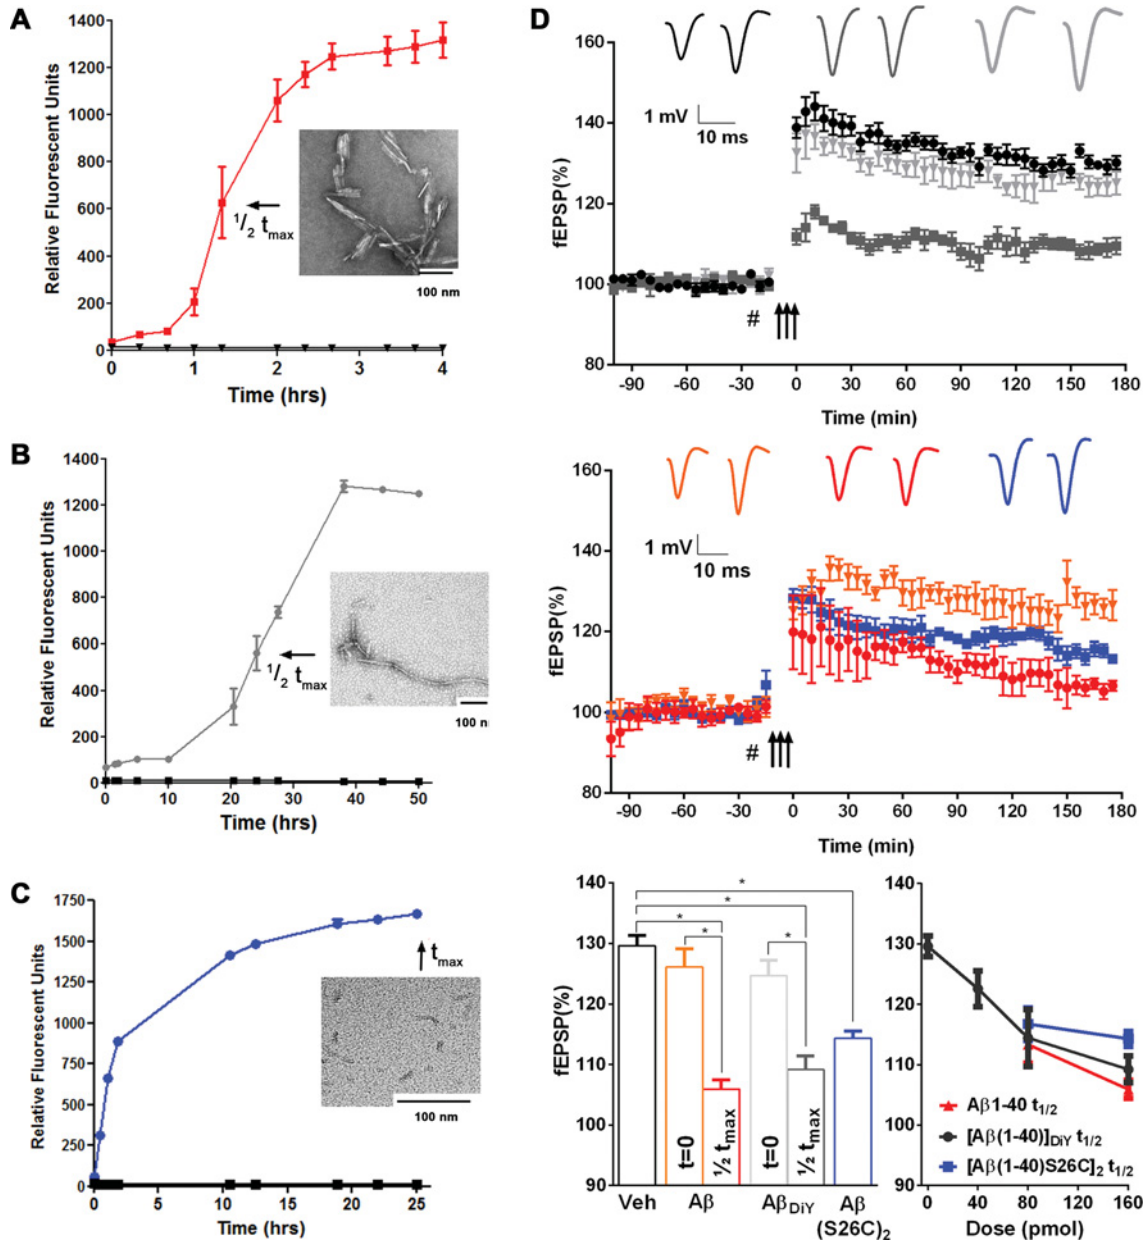 A
Relative Fluorescent Units
1400
1200
1000
800
600
400
200
0
1/2 tmax
100 nm
0 1 2 3 4
Time (hrs)
B
Relative Fluorescent Units
1400
1200
1000
800
600
400
200
0
1/2 tmax
100 nm
0 10 20 30 40 50
Time (hrs)
C
Relative Fluorescent Units
1750
1500
1250
1000
750
500
250
0
tmax
100 nm
0 5 10 15 20 25
Time (hrs)
D
fEPSP(%)
160
140
120
100
80
1 mV
10 ms
#
-90 -60 -30 0 30 60 90 120 150 180
Time (min)
fEPSP(%)
160
140
120
100
80
1 mV
10 ms
#
-90 -60 -30 0 30 60 90 120 150 180
Time (min)
fEPSP(%)
140
130
120
110
100
90
*
*
*
*
*
t=0
½ tmax
t=0
½ tmax
Veh Aβ AβDiY Aβ
(S26C)2
140
130
120
110
100
90
Aβ1-40 t1/2
[Aβ(1-40)]DiY t1/2
[Aβ(1-40)S26C]2 t1/2
0 40 80 120 160
Dose (pmol)